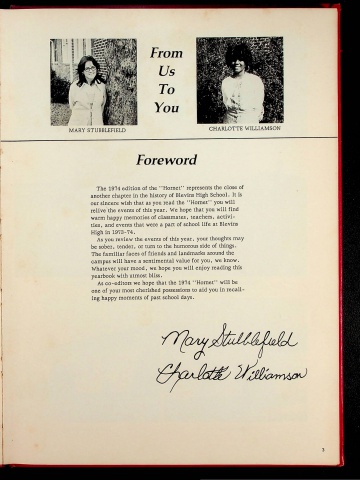 From
Us
To
You
MARY STUBBLEFIELD
CHARLOTTE WILLIAMSON
Foreword
The 1974 edition of the "Hornet" represents the close of
another chapter in the history of Blevins High School. It is
our sincere wish that as you read the "Hornet" you will
relive the events of this year. We hope that you will find
warm happy memories of classmates, teachers, activi-
ties, and events that were a part of school life at Blevins
High in 1973-74.
As you review the events of this year, your thoughts may
be sober, tender, or turn to the humorous side of things.
The familiar faces of friends and landmarks around the
campus will have a sentimental value for you, we know.
Whatever your mood, we hope you will enjoy reading this
yearbook with utmost bliss.
As co-editors we hope that the 1974 "Hornet" will be
one of your most cherished possessions to aid you in recall-
ing happy moments of past school days.
Mary Stubblefield
Charlotte Williamson
3